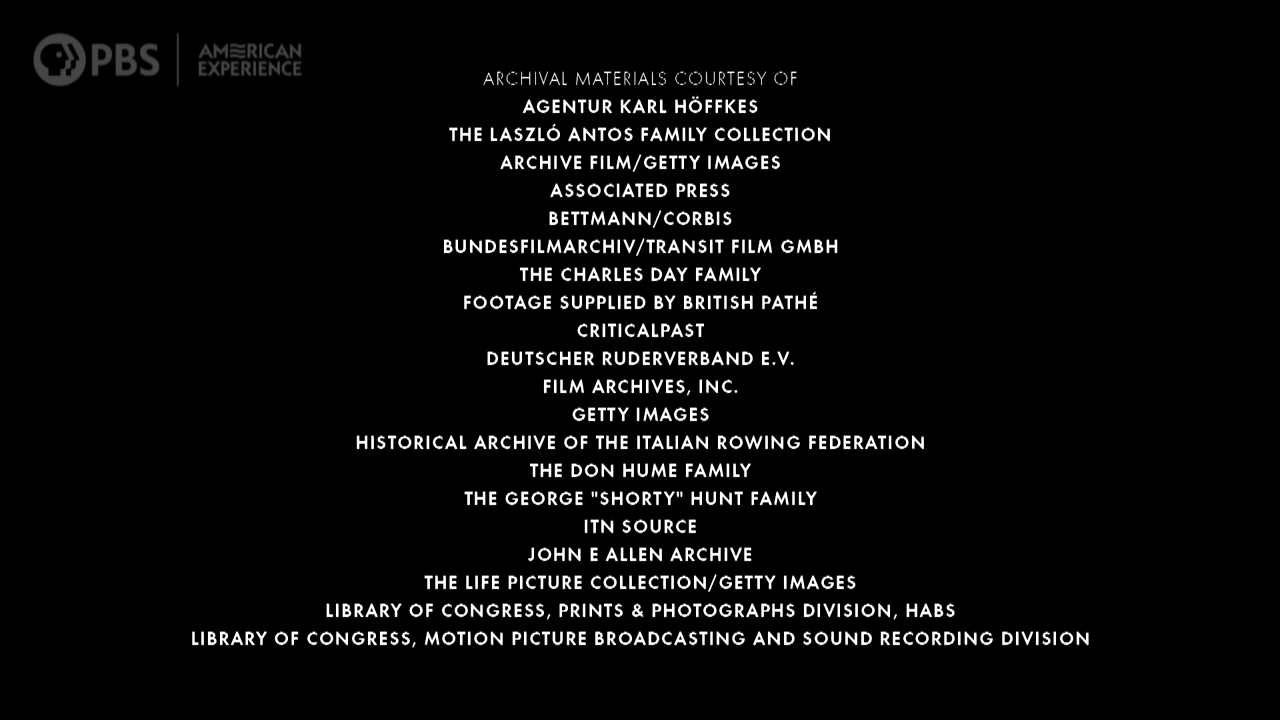 PBS
AMERICAN
EXPERIENCE
ARCHIVAL MATERIALS COURTESY OF
AGENTUR KARL HÖFFKES
THE LASZLÓ ANTOS FAMILY COLLECTION
ARCHIVE FILM/GETTY IMAGES
ASSOCIATED PRESS
BETTMANN/CORBIS
BUNDESFILMARCHIV/TRANSIT FILM GMBH
THE CHARLES DAY FAMILY
FOOTAGE SUPPLIED BY BRITISH PATHÉ
CRITICALPAST
DEUTSCHER RUDERVERBAND E.V.
FILM ARCHIVES, INC.
GETTY IMAGES
HISTORICAL ARCHIVE OF THE ITALIAN ROWING FEDERATION
THE DON HUME FAMILY
THE GEORGE "SHORTY" HUNT FAMILY
ITN SOURCE
JOHN E ALLEN ARCHIVE
THE LIFE PICTURE COLLECTION/GETTY IMAGES
LIBRARY OF CONGRESS, PRINTS & PHOTOGRAPHS DIVISION, HABS
LIBRARY OF CONGRESS, MOTION PICTURE BROADCASTING AND SOUND RECORDING DIVISION